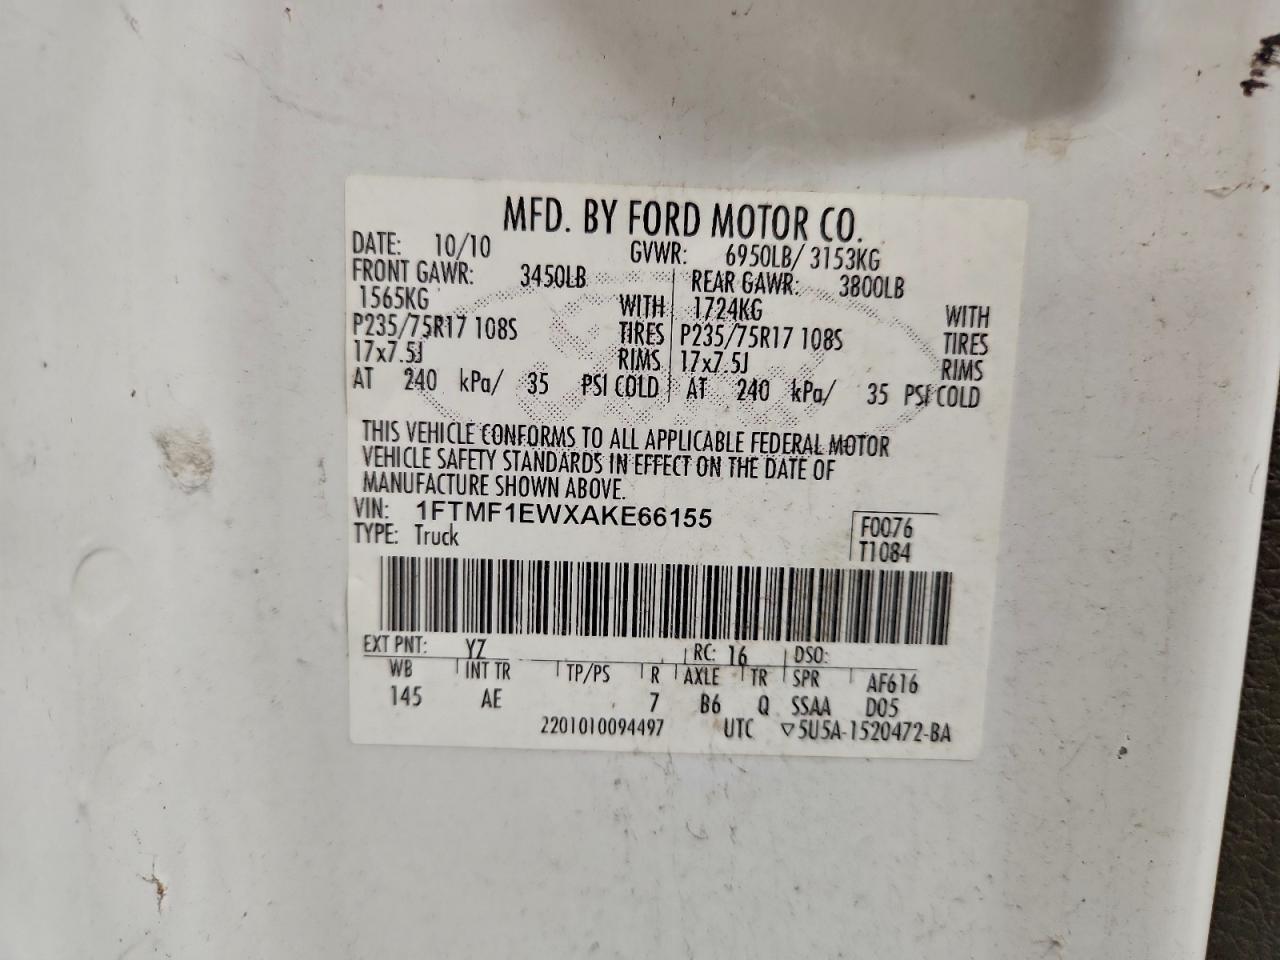 MFD. BY FORD MOTOR CO.
DATE: 10/10 GVWR: 6950LB/ 3153KG
FRONT GAWR: 3450LB REAR GAWR: 3800LB
1565KG WITH 1724KG WITH
P235/75R17 108S TIRES P235/75R17 108S TIRES
17x7.5J RIMS 17x7.5J RIMS
AT 240 kPa/ 35 PSI COLD AT 240 kPa/ 35 PSI COLD
THIS VEHICLE CONFORMS TO ALL APPLICABLE FEDERAL MOTOR
VEHICLE SAFETY STANDARDS IN EFFECT ON THE DATE OF
MANUFACTURE SHOWN ABOVE.
VIN: 1FTMF1EWXAKE66155
TYPE: Truck
F0076
T1084
EXT PNT: YZ RC: 16 DSO:
WB INT TR TP/PS R AXLE TR SPR AF616
145 AE 7 B6 Q SSAA D05
2201010094497 UTC ▽5U5A-1520472-BA